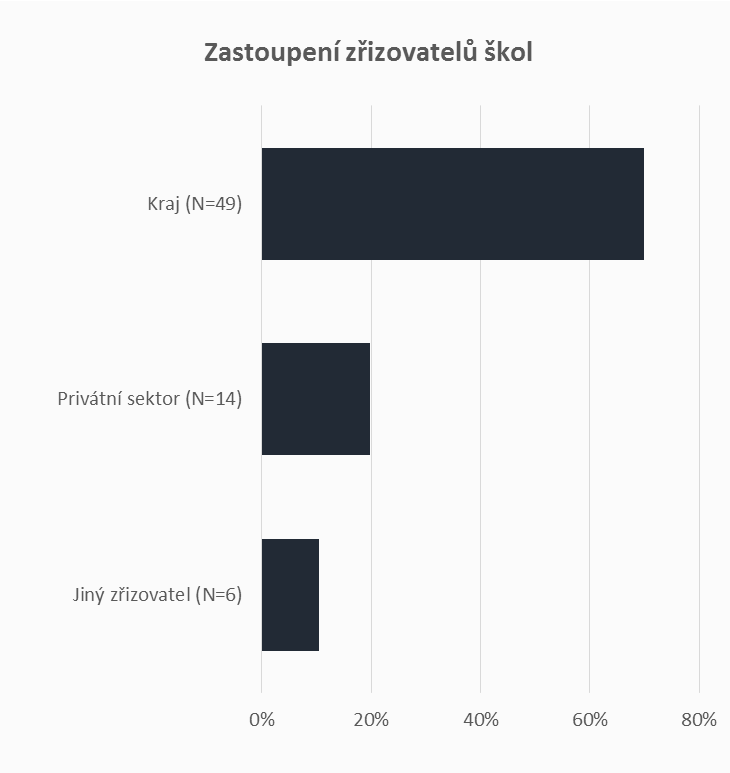 Zastoupení zřizovatelů škol
Kraj (N=49)
Privátní sektor (N=14)
Jiný zřizovatel (N=6)
0% 20% 40% 60% 80%